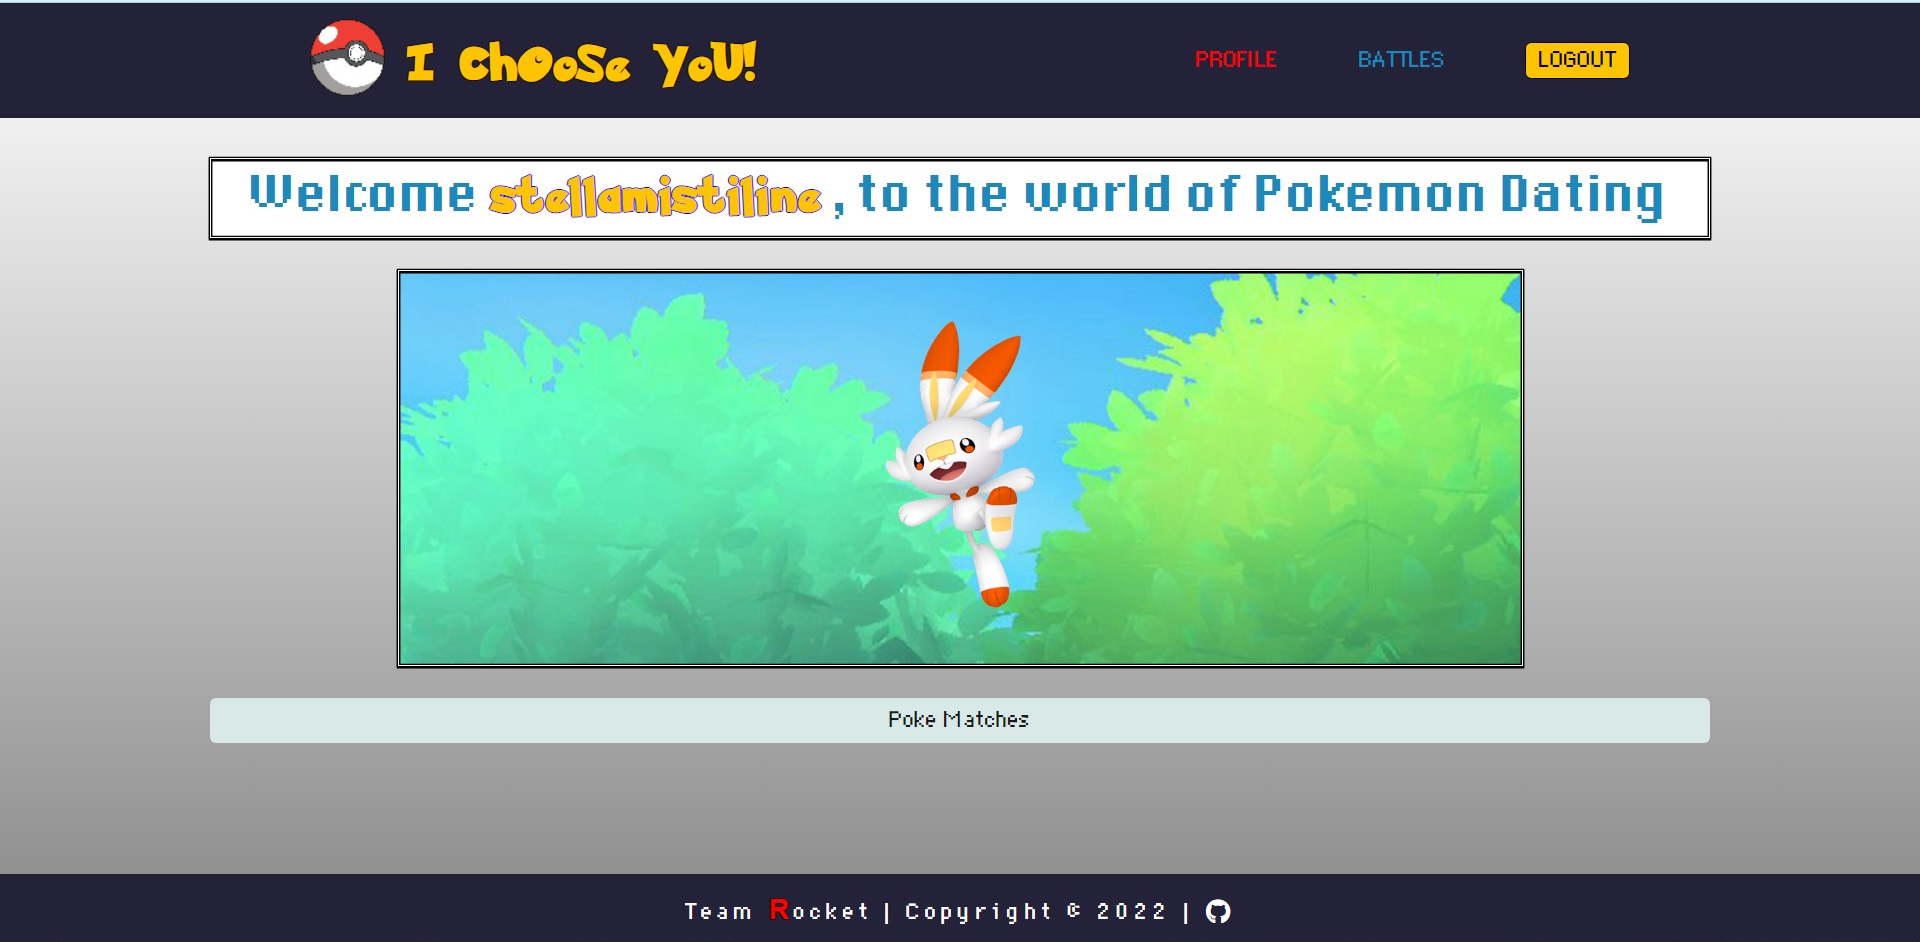 I ChOoSe YoU!
PROFILE
BATTLES
LOGOUT
Welcome stellamistiline , to the world of Pokemon Dating
Poke Matches
Team Rocket | Copyright © 2022 |